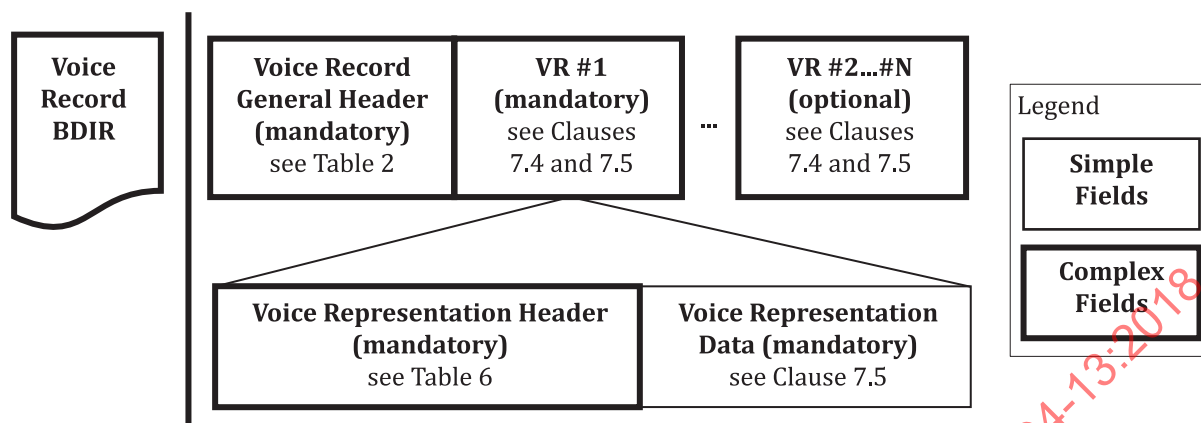 Voice
Record
BDIR
Voice Record
General Header
(mandatory)
see Table 2
VR #1
(mandatory)
see Clauses
7.4 and 7.5
...
VR #2...#N
(optional)
see Clauses
7.4 and 7.5
Legend
Simple
Fields
Complex
Fields
Voice Representation Header
(mandatory)
see Table 6
Voice Representation
Data (mandatory)
see Clause 7.5
4-13:2018